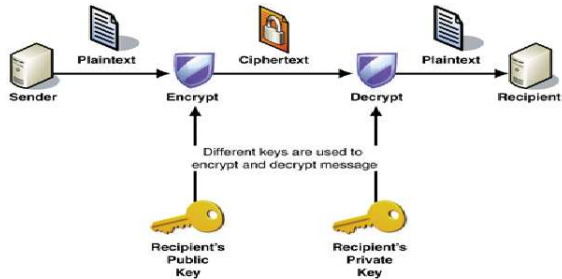 Plaintext
Ciphertext
Plaintext
Sender
Encrypt
Decrypt
Recipient
Different keys are used to
encrypt and decrypt message
Recipient's
Public
Key
Recipient's
Private
Key